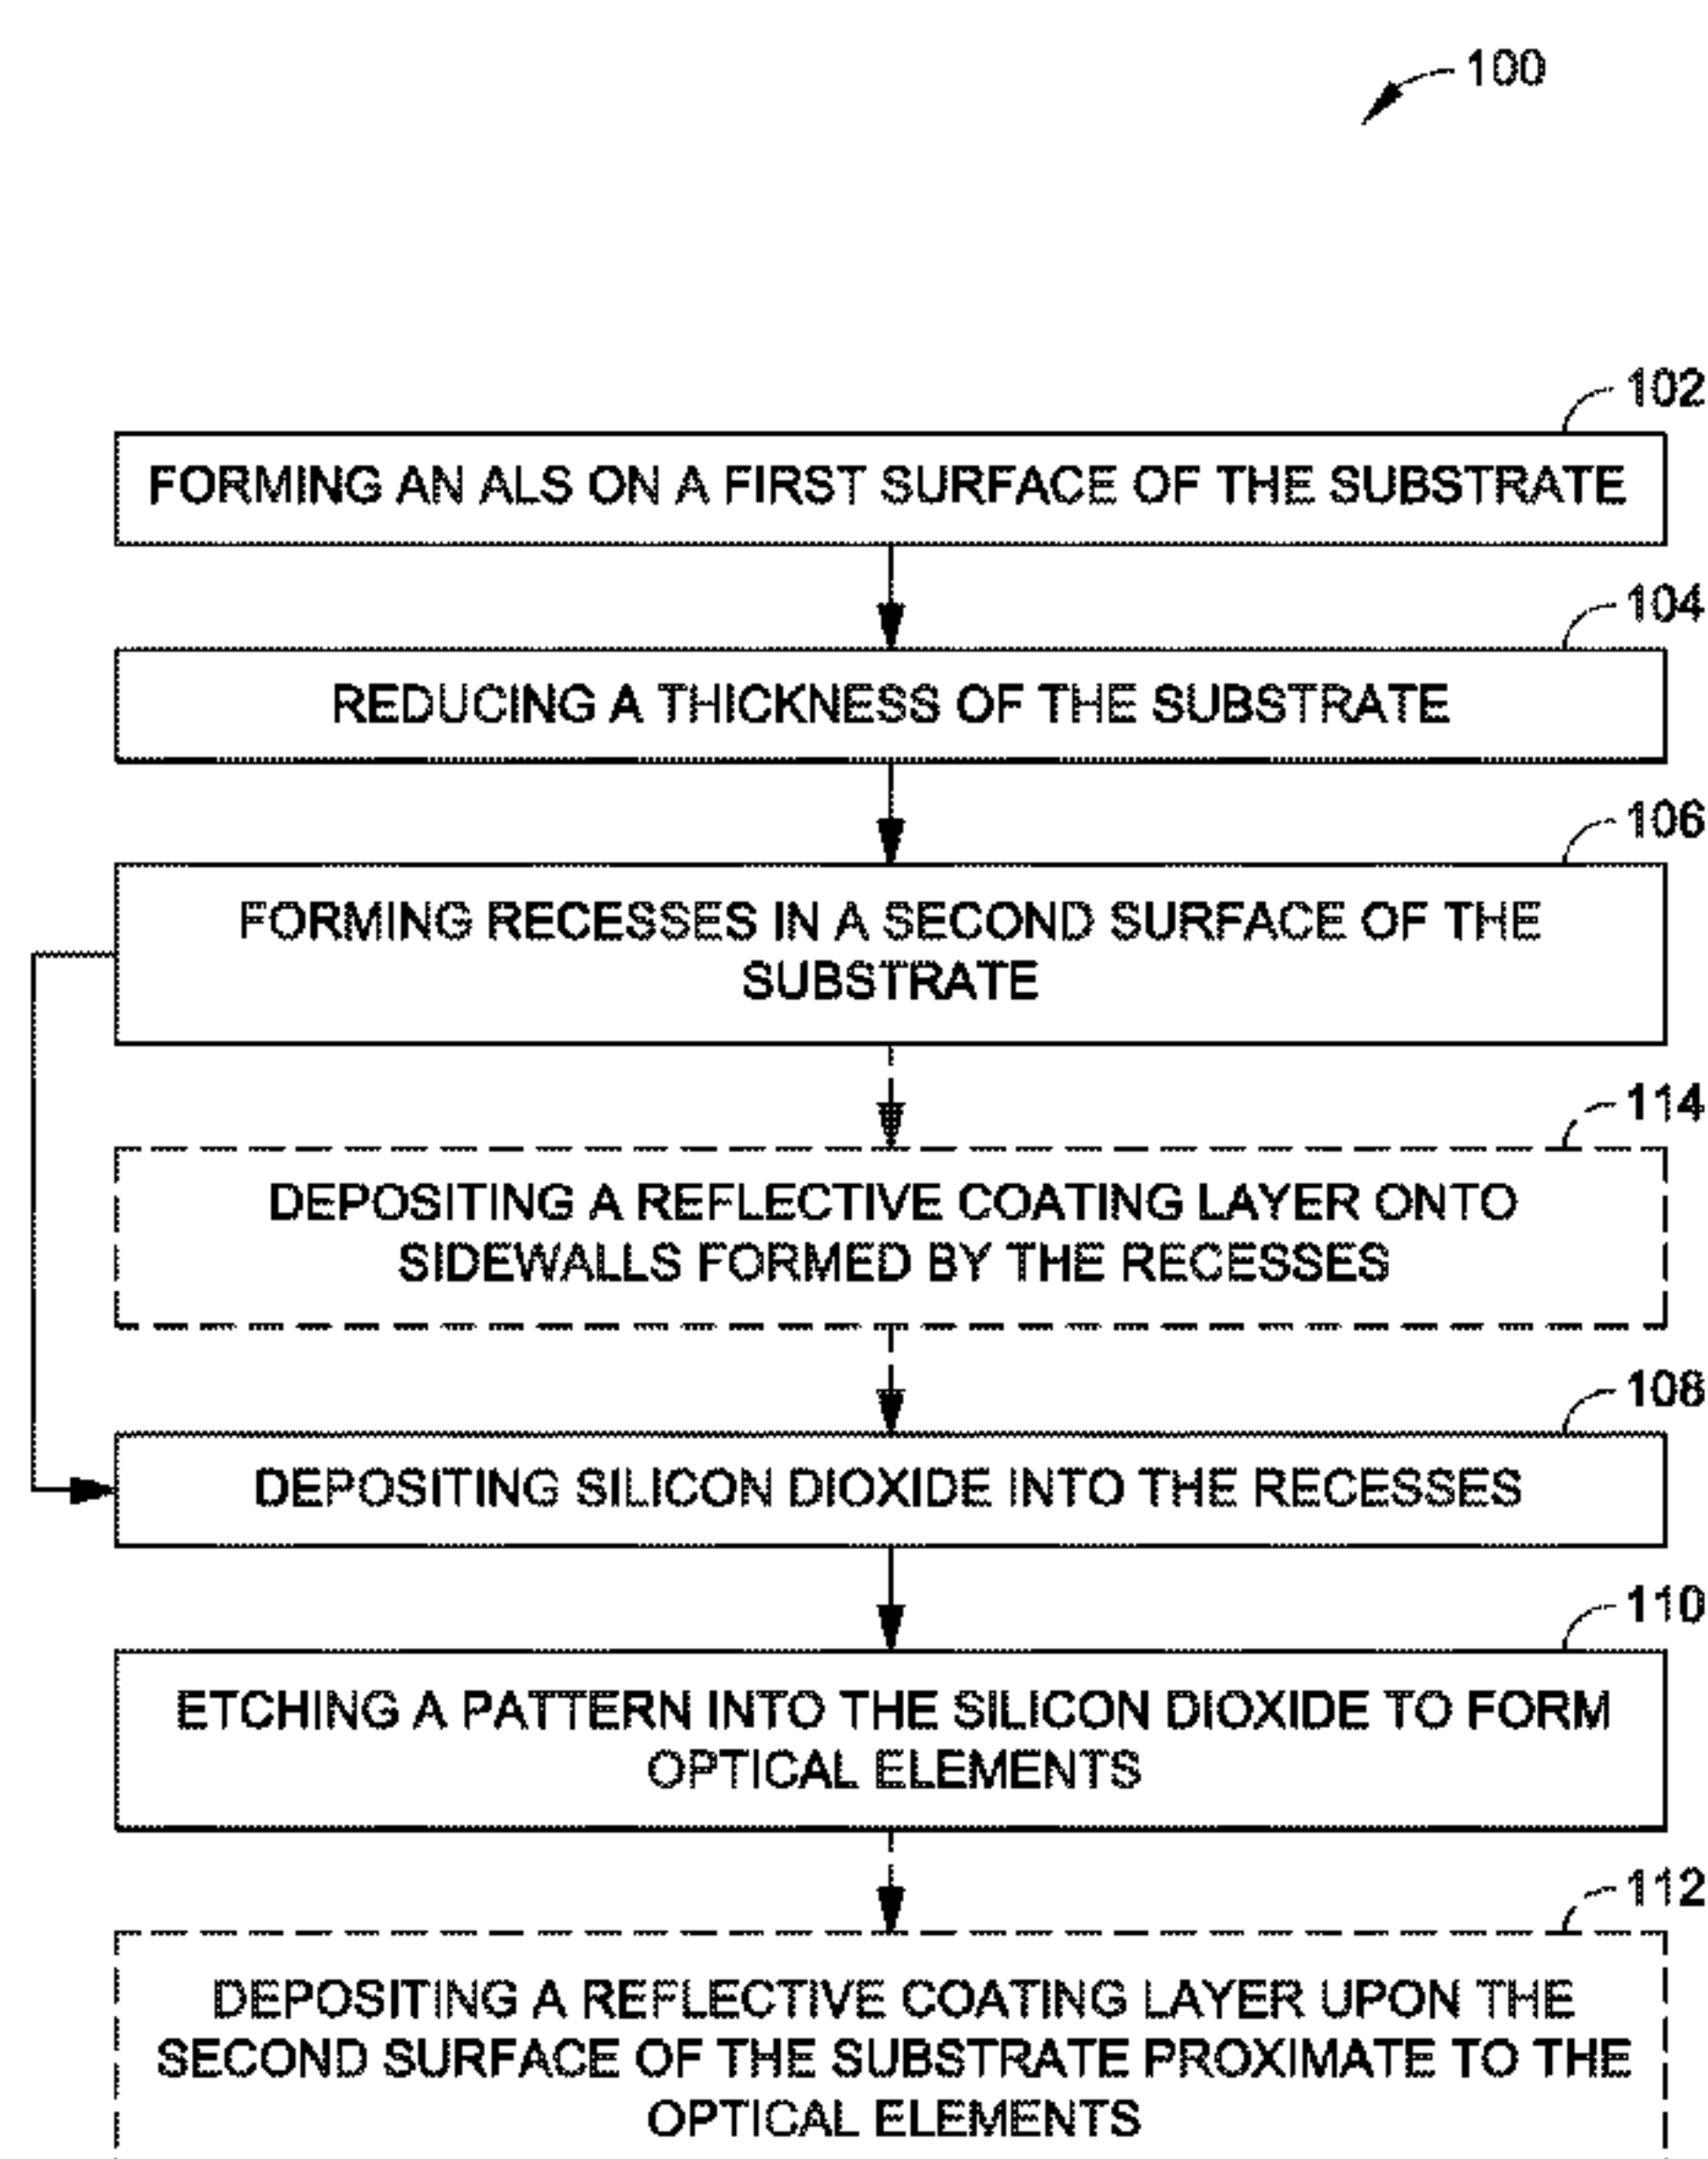 100
102
FORMING AN ALS ON A FIRST SURFACE OF THE SUBSTRATE
104
REDUCING A THICKNESS OF THE SUBSTRATE
106
FORMING RECESSES IN A SECOND SURFACE OF THE
SUBSTRATE
114
DEPOSITING A REFLECTIVE COATING LAYER ONTO
SIDEWALLS FORMED BY THE RECESSES
108
DEPOSITING SILICON DIOXIDE INTO THE RECESSES
110
ETCHING A PATTERN INTO THE SILICON DIOXIDE TO FORM
OPTICAL ELEMENTS
112
DEPOSITING A REFLECTIVE COATING LAYER UPON THE
SECOND SURFACE OF THE SUBSTRATE PROXIMATE TO THE
OPTICAL ELEMENTS